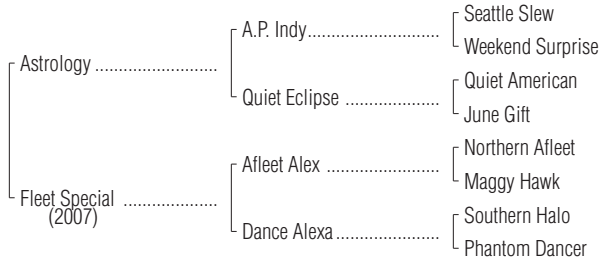 Seattle Slew
A.P. Indy..............................
Weekend Surprise
Astrology ............................
Quiet American
Quiet Eclipse ......................
June Gift
Northern Afleet
Afleet Alex ..........................
Maggy Hawk
Fleet Special ......................
(2007)
Southern Halo
Dance Alexa........................
Phantom Dancer